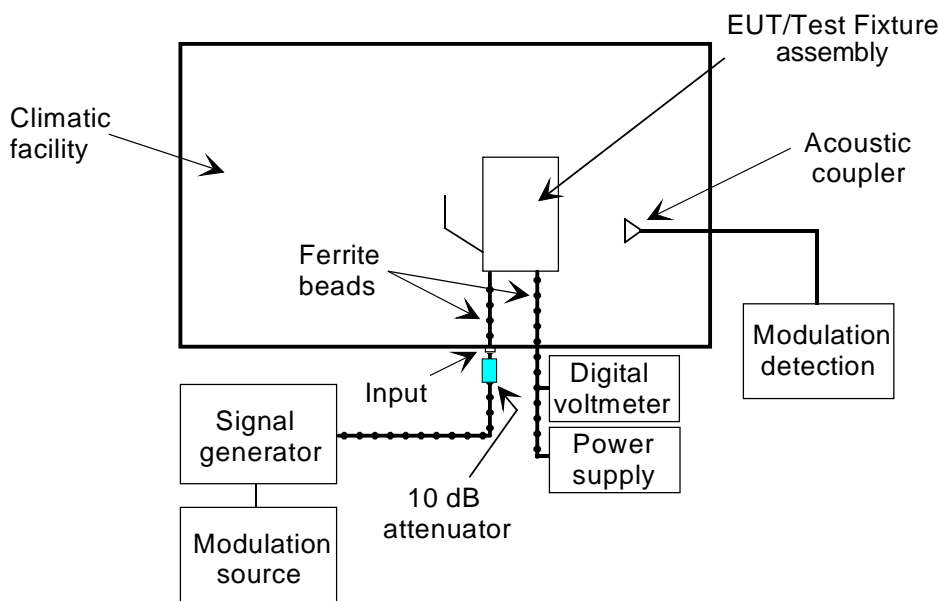 EUT/Test Fixture
assembly
Climatic
facility
Acoustic
coupler
Ferrite
beads
Modulation
detection
Input
Digital
voltmeter
Signal
generator
Power
supply
10 dB
attenuator
Modulation
source